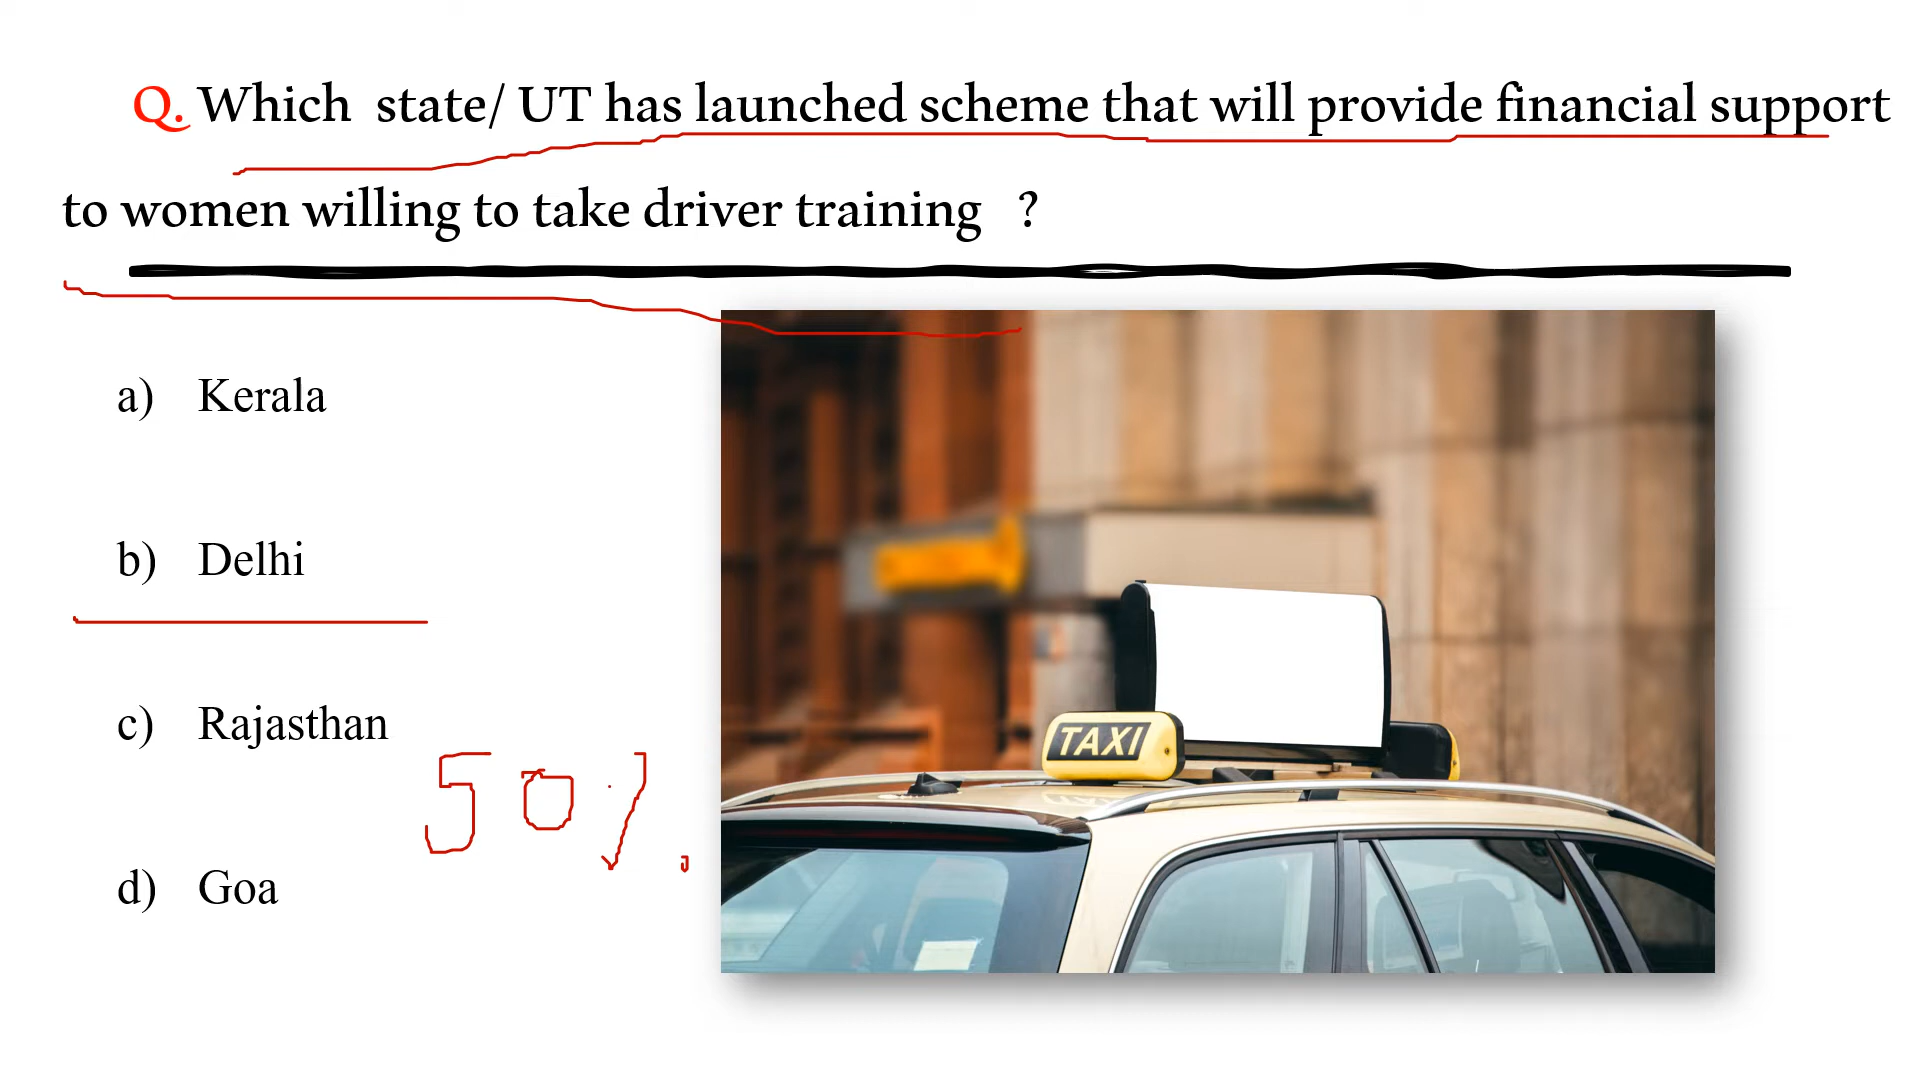 Q. Which state/ UT has launched scheme that will provide financial support
to women willing to take driver training ?
a) Kerala
b) Delhi
c) Rajasthan
50%.
d) Goa
TAXI